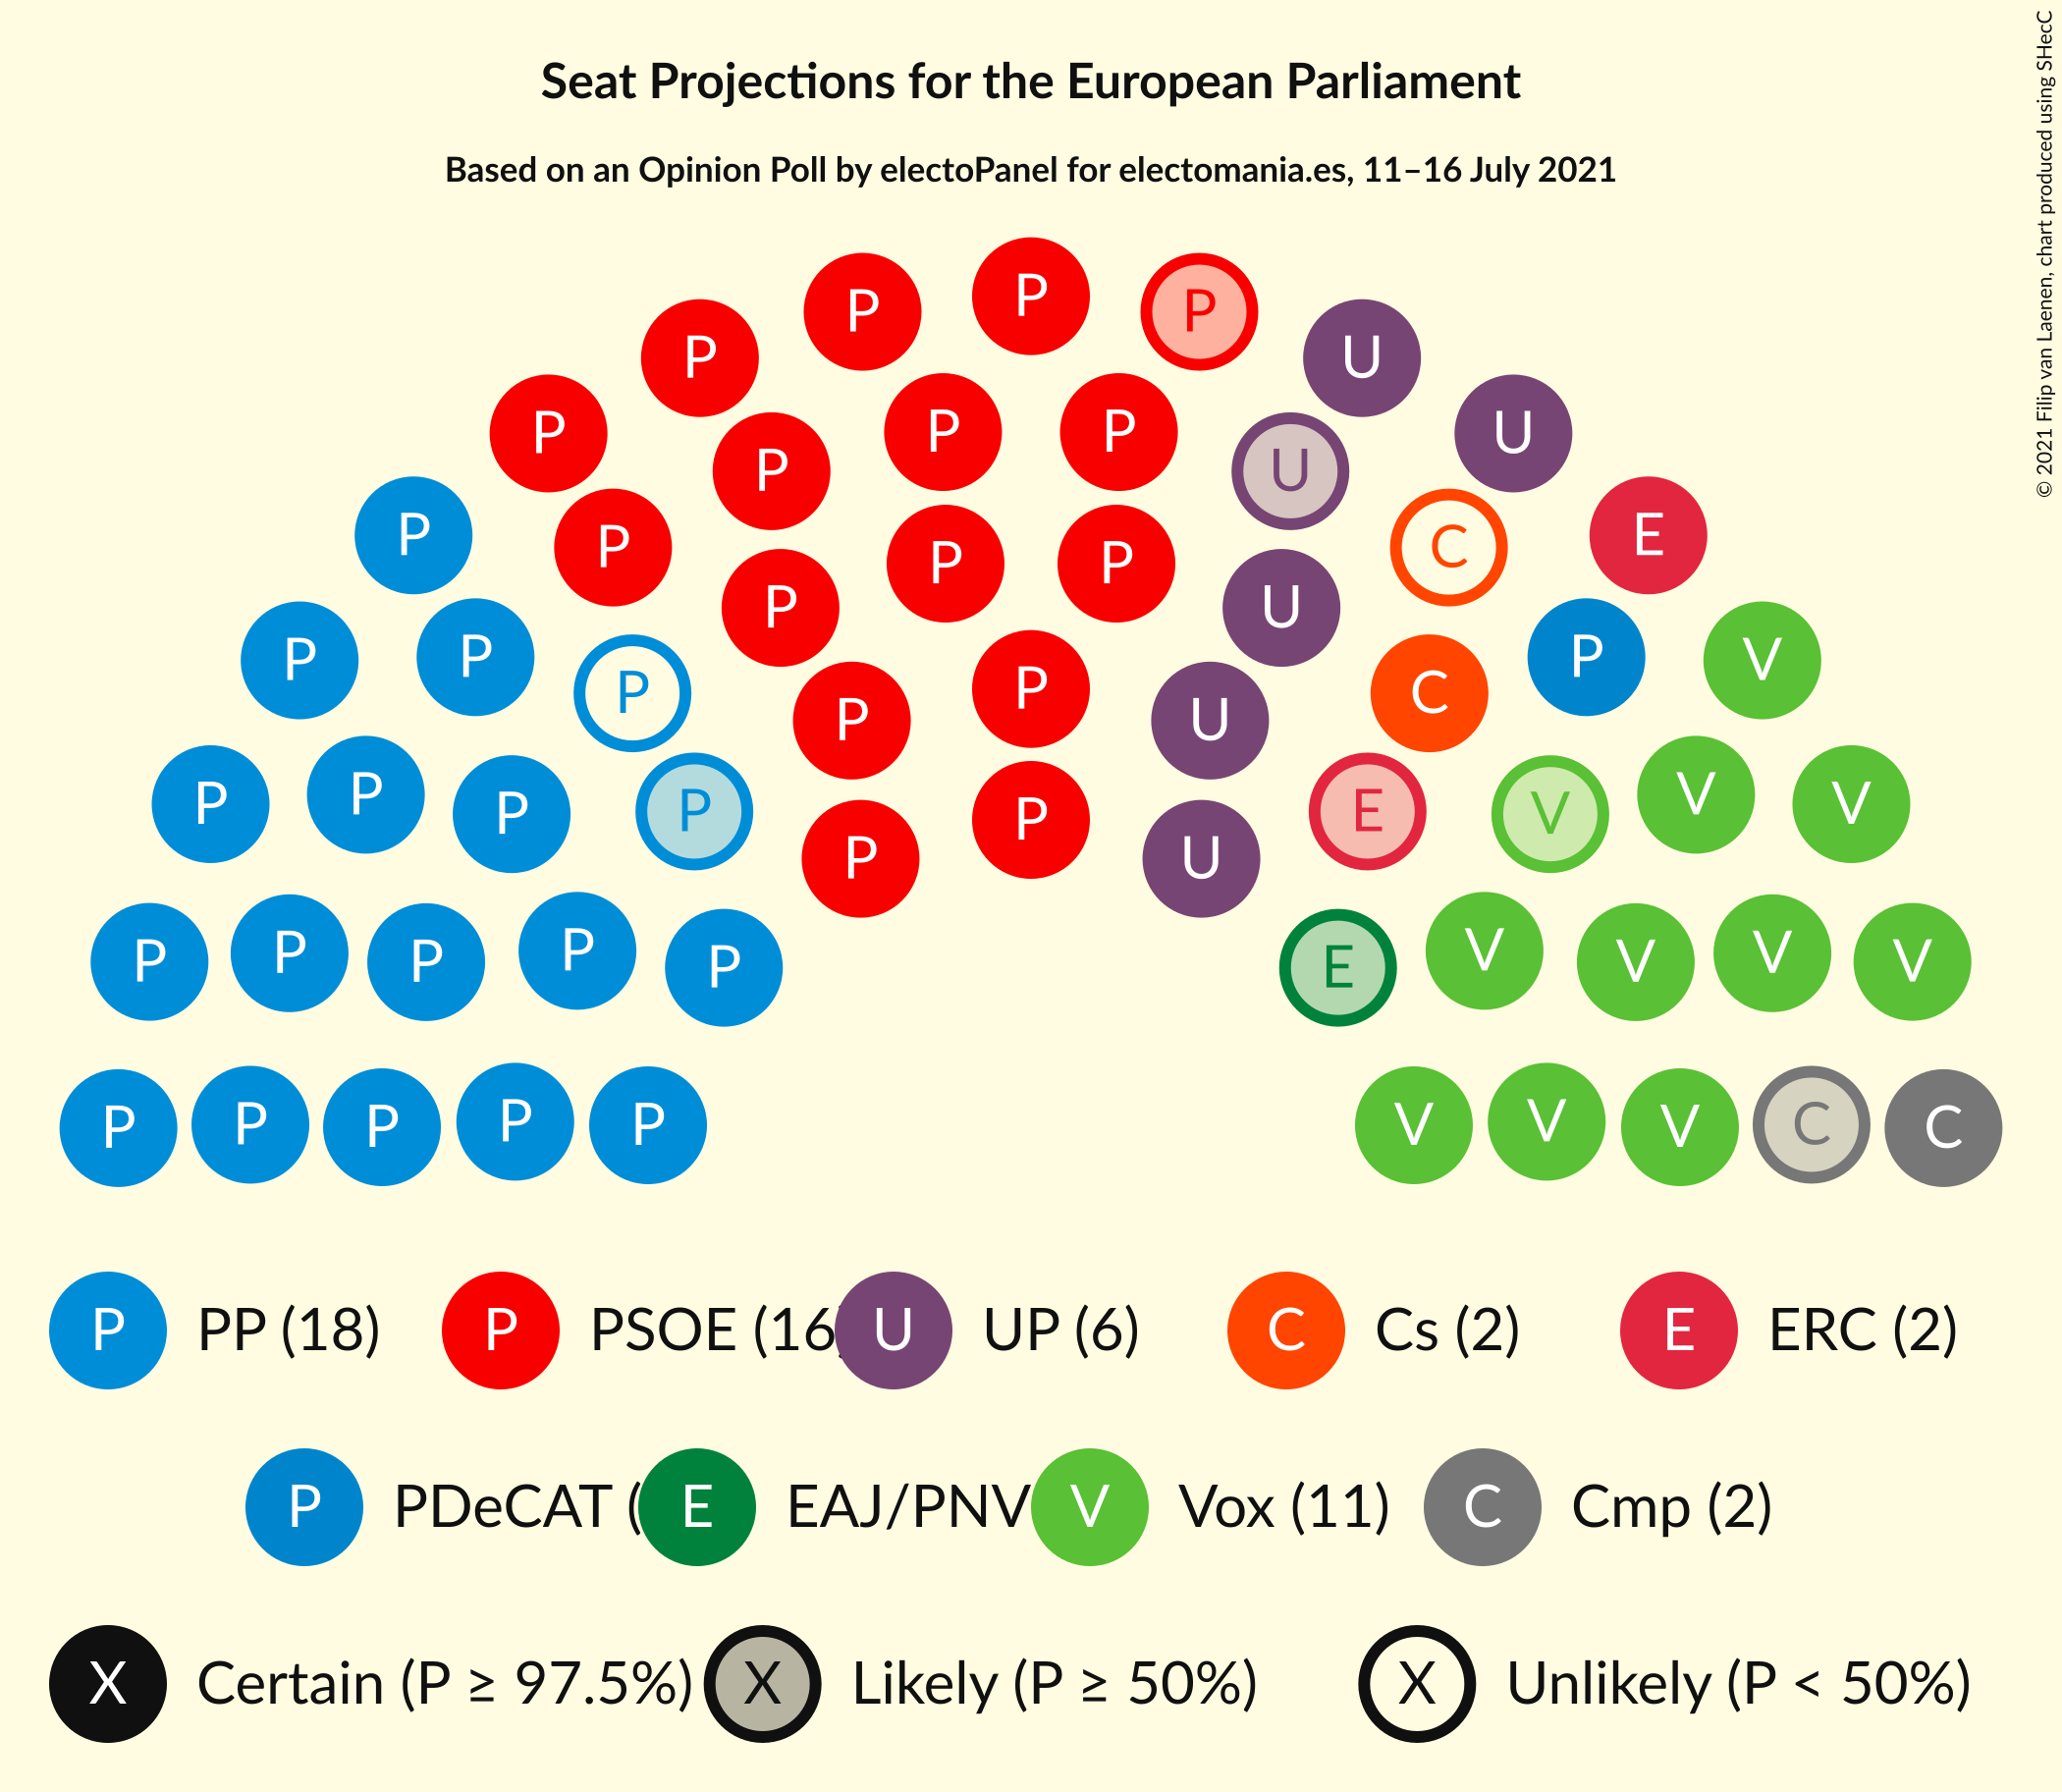 Seat Projections for the European Parliament
Based on an Opinion Poll by electoPanel for electomania.es, 11–16 July 2021
© 2021 Filip van Laenen, chart produced using SHecC
P P P
P U
P P P U
P U
P P P P C E
P U
P P P V
P P C
P U
P P P P P E V V V
P U
P P P P P E V V V V
P P P P P V V V C C
P PP (18) P PSOE (16 U UP (6) C Cs (2) E ERC (2)
P PDeCAT ( E EAJ/PNV V Vox (11) C Cmp (2)
X Certain (P ≥ 97.5%) X Likely (P ≥ 50%) X Unlikely (P < 50%)